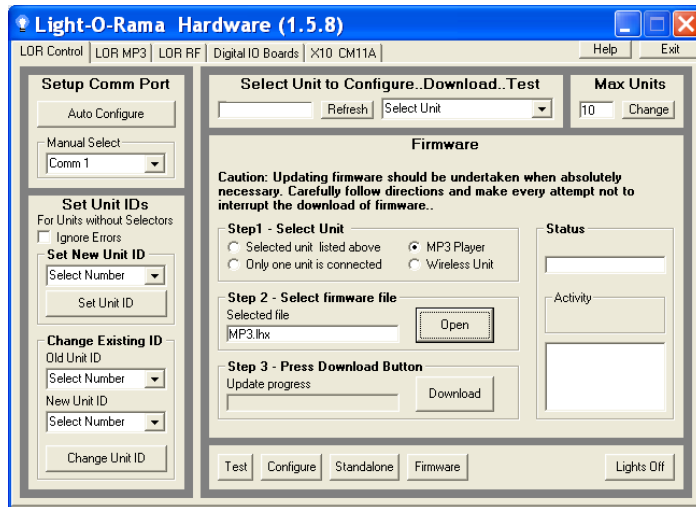 Light-O-Rama Hardware (1.5.8)
LOR Control LOR MP3 LOR RF Digital IO Boards X10 CM11A Help Exit
Setup Comm Port
Auto Configure
Manual Select
Comm 1
Set Unit IDs
For Units without Selectors
Ignore Errors
Set New Unit ID
Select Number
Set Unit ID
Change Existing ID
Old Unit ID
Select Number
New Unit ID
Select Number
Change Unit ID
Select Unit to Configure..Download..Test
Refresh Select Unit
Max Units
10 Change
Firmware
Caution: Updating firmware should be undertaken when absolutely
necessary. Carefully follow directions and make every attempt not to
interrupt the download of firmware..
Step1 - Select Unit
Selected unit listed above MP3 Player
Only one unit is connected Wireless Unit
Step 2 - Select firmware file
Selected file
MP3.lhx
Open
Step 3 - Press Download Button
Update progress
Download
Status
Activity
Test Configure Standalone Firmware Lights Off